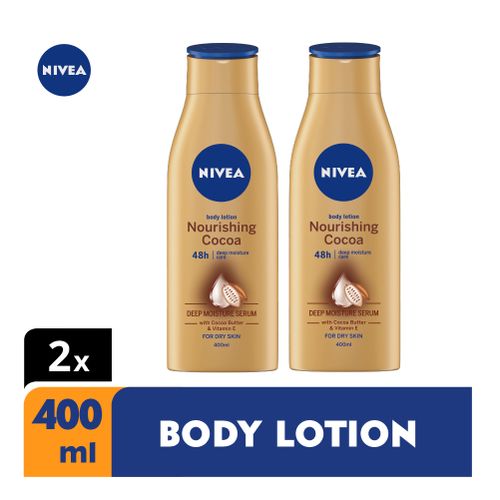 NIVEA
NIVEA
body lotion
Nourishing
Cocoa
48h deep moisture
care
DEEP MOISTURE SERUM
with Cocoa Butter
& Vitamin E
FOR DRY SKIN
400ml
NIVEA
body lotion
Nourishing
Cocoa
48h deep moisture
care
DEEP MOISTURE SERUM
with Cocoa Butter
& Vitamin E
FOR DRY SKIN
400ml
2x
400
ml
BODY LOTION